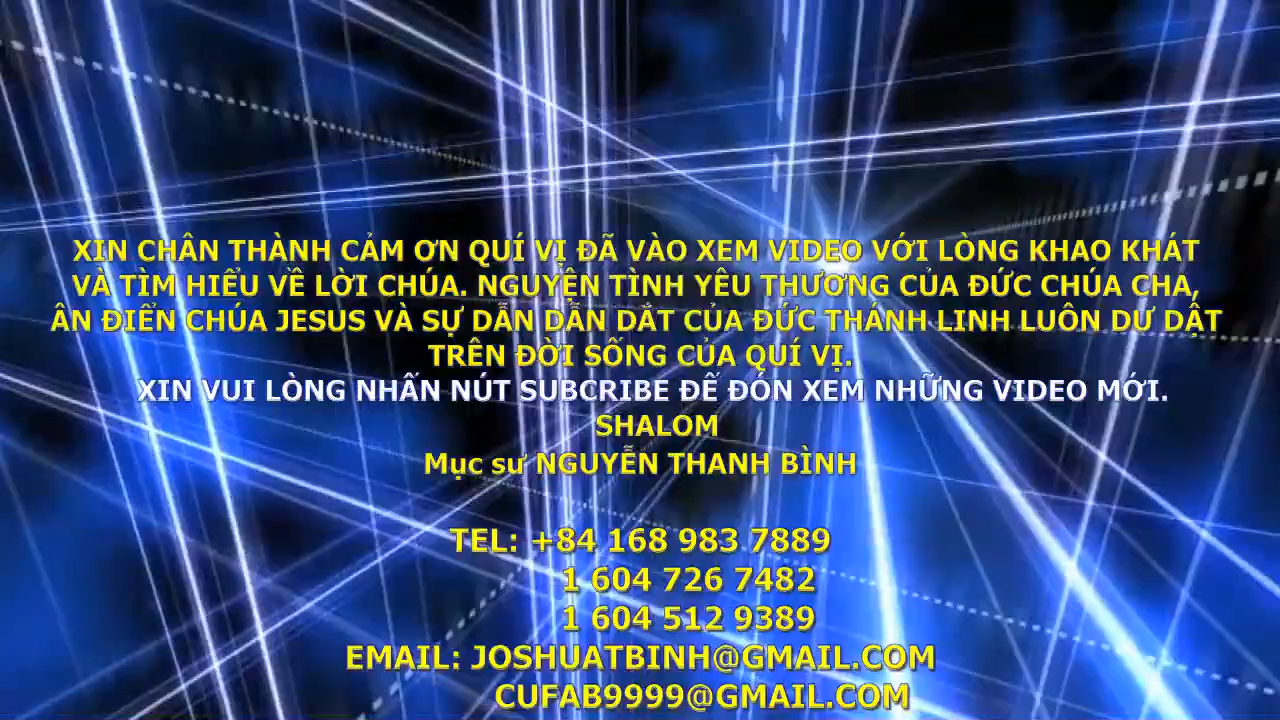 XIN CHÂN THÀNH CẢM ƠN QUÍ VỊ ĐÃ VÀO XEM VIDEO VỚI LÒNG KHAO KHÁT
VÀ TÌM HIỂU VỀ LỜI CHÚA. NGUYỆN TÌNH YÊU THƯƠNG CỦA ĐỨC CHÚA CHA,
ÂN ĐIỂN CHÚA JESUS VÀ SỰ DẪN DẪN DẮT CỦA ĐỨC THÁNH LINH LUÔN DƯ DẬT
TRÊN ĐỜI SỐNG CỦA QUÍ VỊ.
XIN VUI LÒNG NHẤN NÚT SUBCRIBE ĐỂ ĐÓN XEM NHỮNG VIDEO MỚI.
SHALOM
Mục sư NGUYỄN THANH BÌNH
TEL: +84 168 983 7889
1 604 726 7482
1 604 512 9389
EMAIL: JOSHUATBINH@GMAIL.COM
CUFAB9999@GMAIL.COM